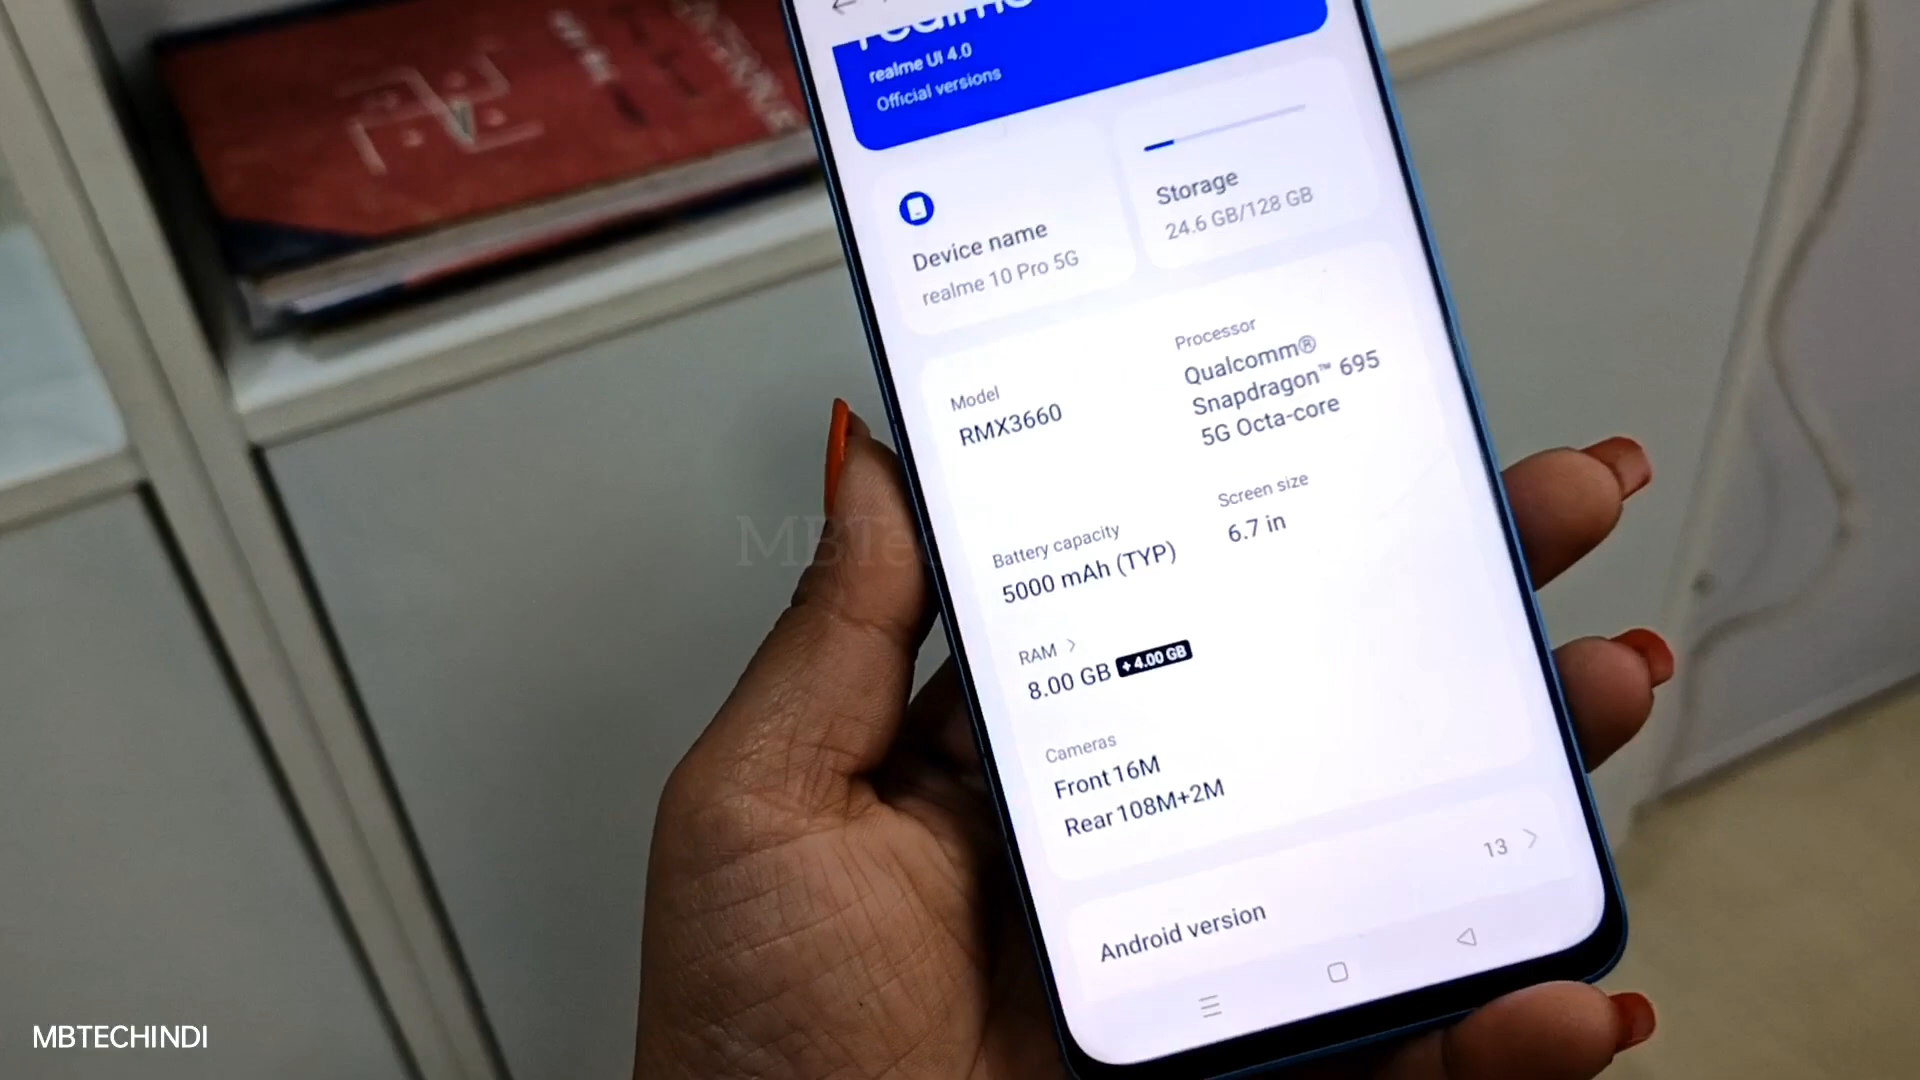 realme
realme UI 4.0
Official versions
Device name
realme 10 Pro 5G
Storage
24.6 GB/128 GB
Model
RMX3660
Processor
Qualcomm®
Snapdragon™ 695
5G Octa-core
Battery capacity
5000 mAh (TYP)
Screen size
6.7 in
RAM >
8.00 GB +4.00 GB
Cameras
Front 16M
Rear 108M+2M
Android version
13 >
MBTec
MBTECHINDI